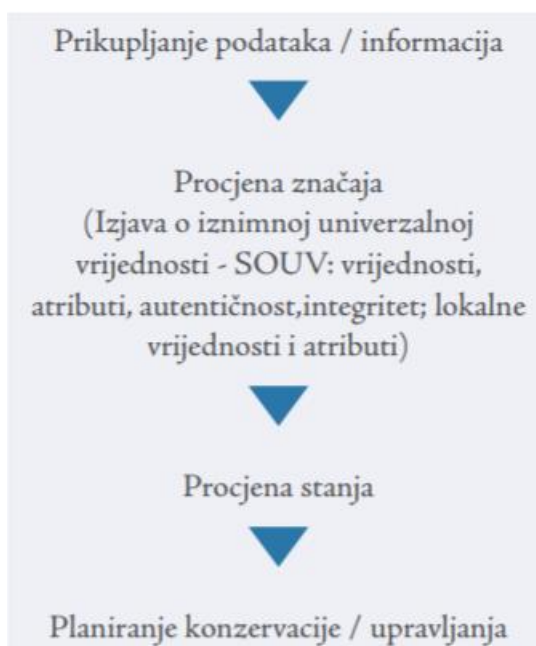 Prikupljanje podataka / informacija
Procjena značaja
(Izjava o iznimnoj univerzalnoj
vrijednosti - SOUV: vrijednosti,
atributi, autentičnost,integritet; lokalne
vrijednosti i atributi)
Procjena stanja
Planiranje konzervacije / upravljanja